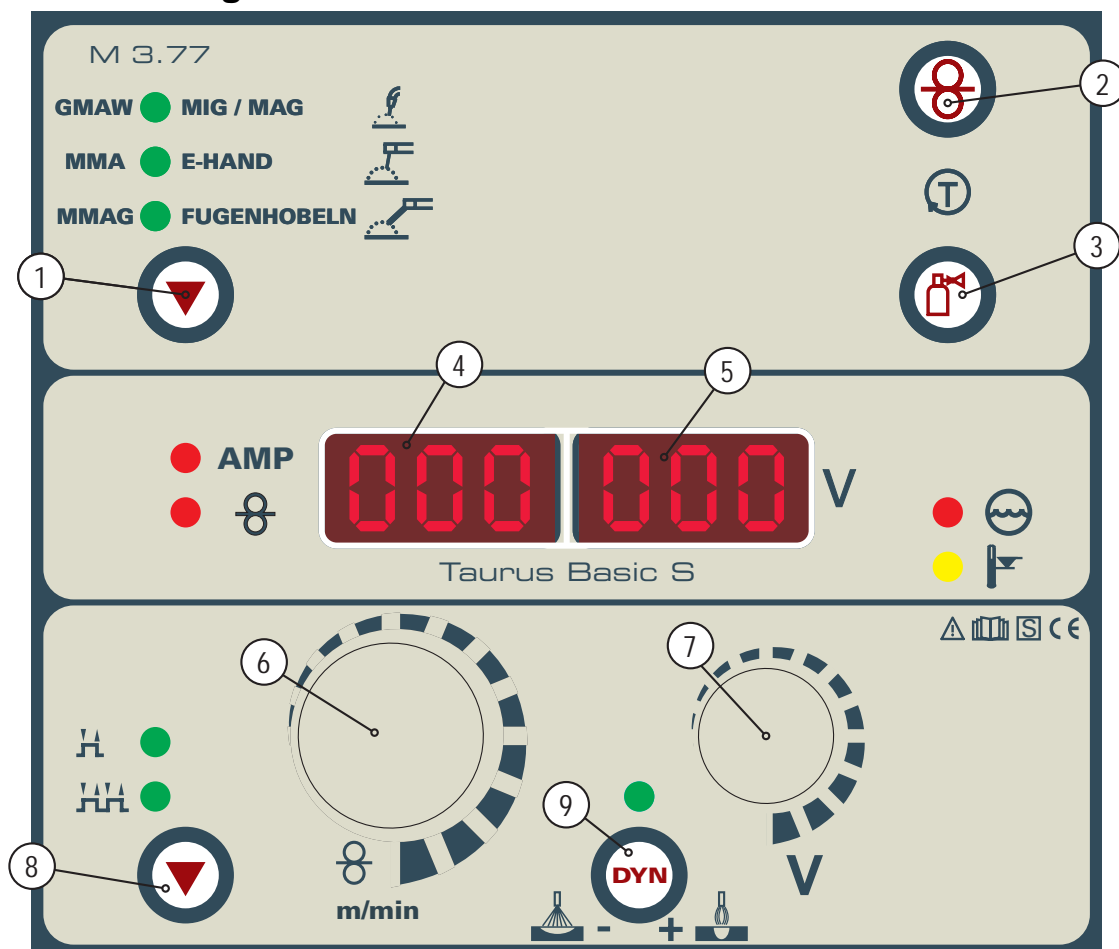 M 3.77
GMAW MIG / MAG
MMA E-HAND
MMAG FUGENHOBELN
T
1
2
3
4
5
AMP 000 000 V
Taurus Basic S
S CE
6
7
8
9
m/min
DYN
- +
V